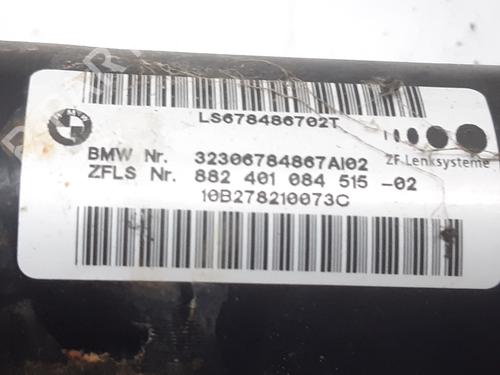 LS678486702T
BMW Nr. 32306784867AI02
ZF-Lenksysteme
ZFLS Nr. 882 401 084 515 -02
10B278210073C